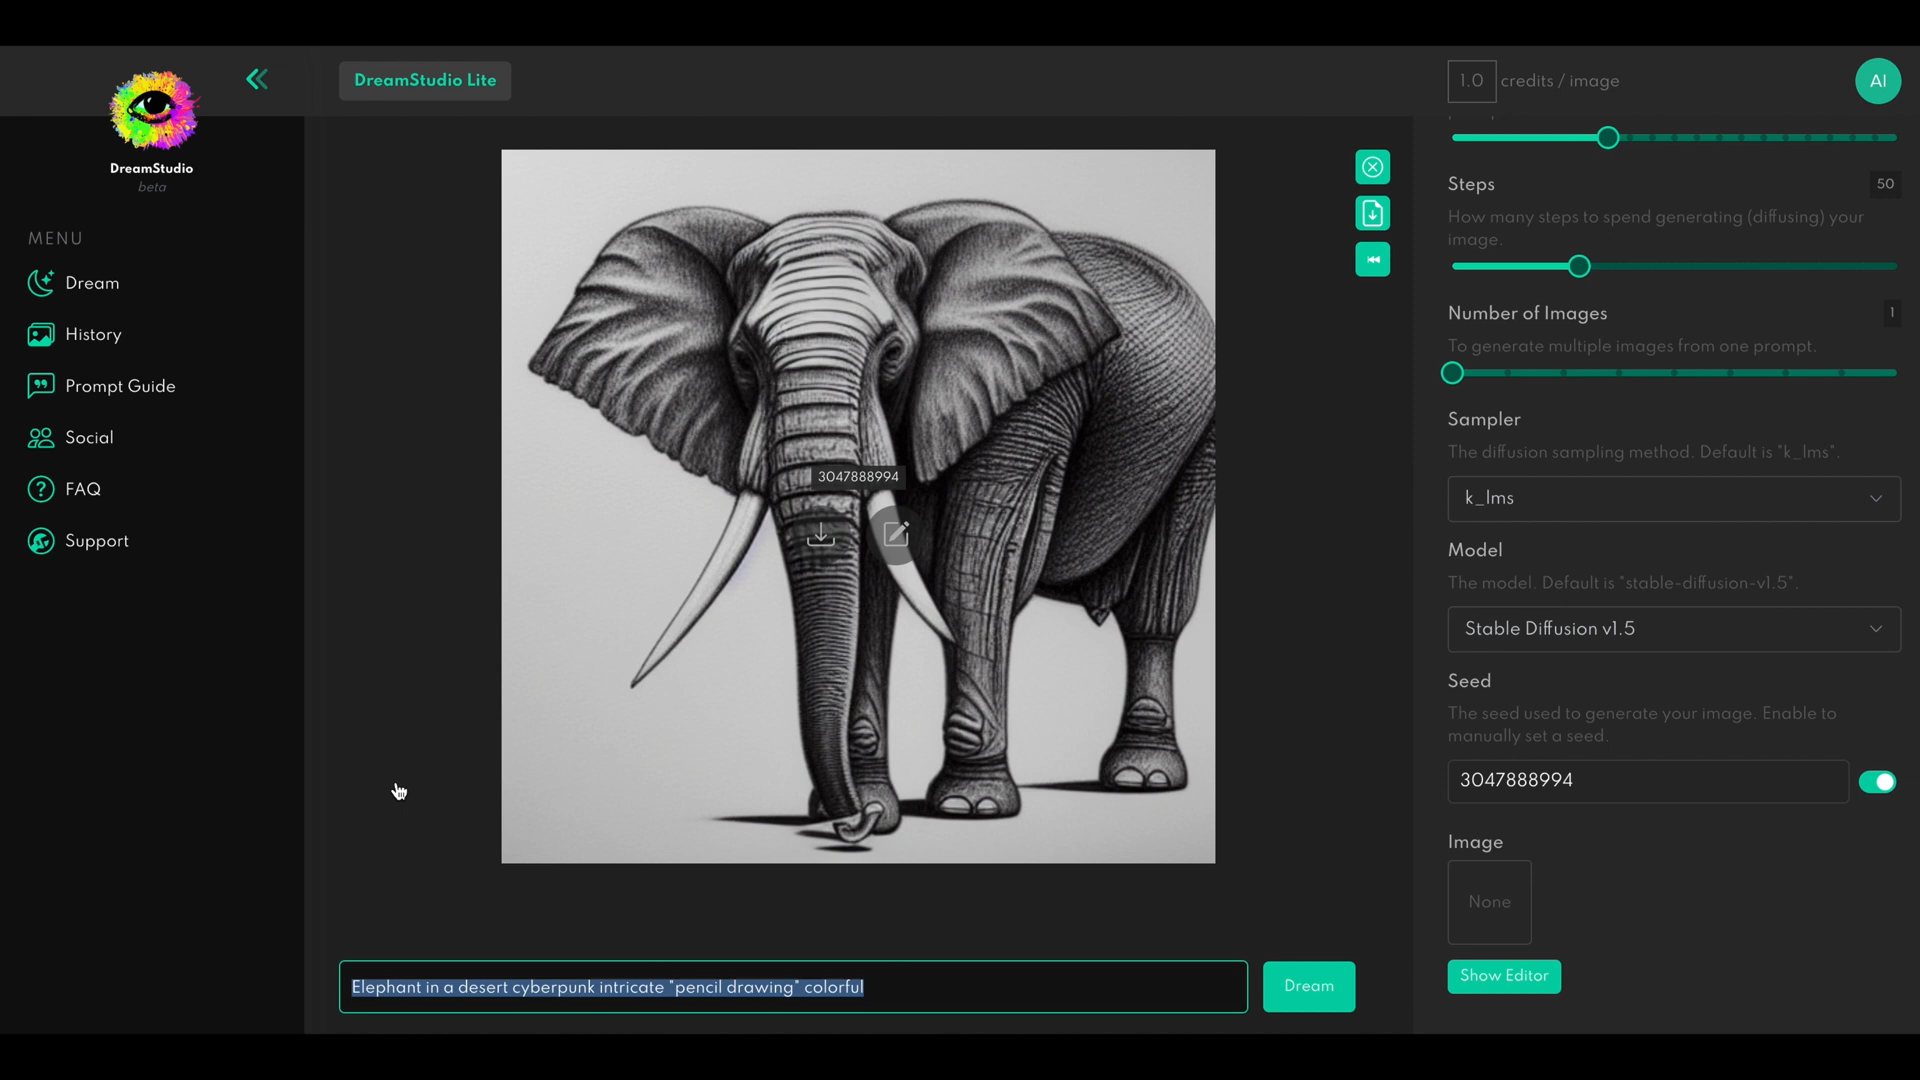 DreamStudio
beta
MENU
Dream
History
Prompt Guide
Social
FAQ
Support
DreamStudio Lite
3047888994
Elephant in a desert cyberpunk intricate "pencil drawing" colorful
Dream
1.0 credits / image
AI
Steps
50
How many steps to spend generating (diffusing) your
image.
Number of Images
1
To generate multiple images from one prompt.
Sampler
The diffusion sampling method. Default is "k_lms".
k_lms
Model
The model. Default is "stable-diffusion-v1.5".
Stable Diffusion v1.5
Seed
The seed used to generate your image. Enable to
manually set a seed.
3047888994
Image
None
Show Editor